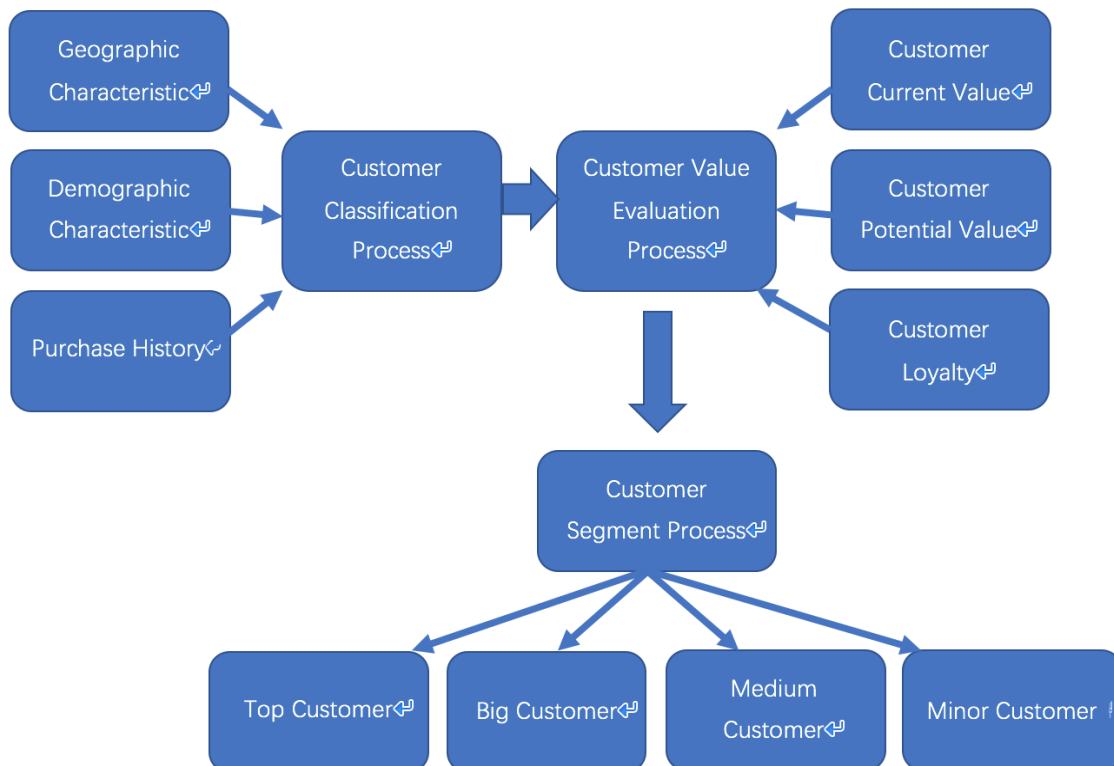 Geographic
Characteristic
Customer
Current Value
Demographic
Characteristic
Customer
Classification
Process
Customer Value
Evaluation
Process
Customer
Potential Value
Purchase History
Customer
Loyalty
Customer
Segment Process
Top Customer
Big Customer
Medium
Customer
Minor Customer